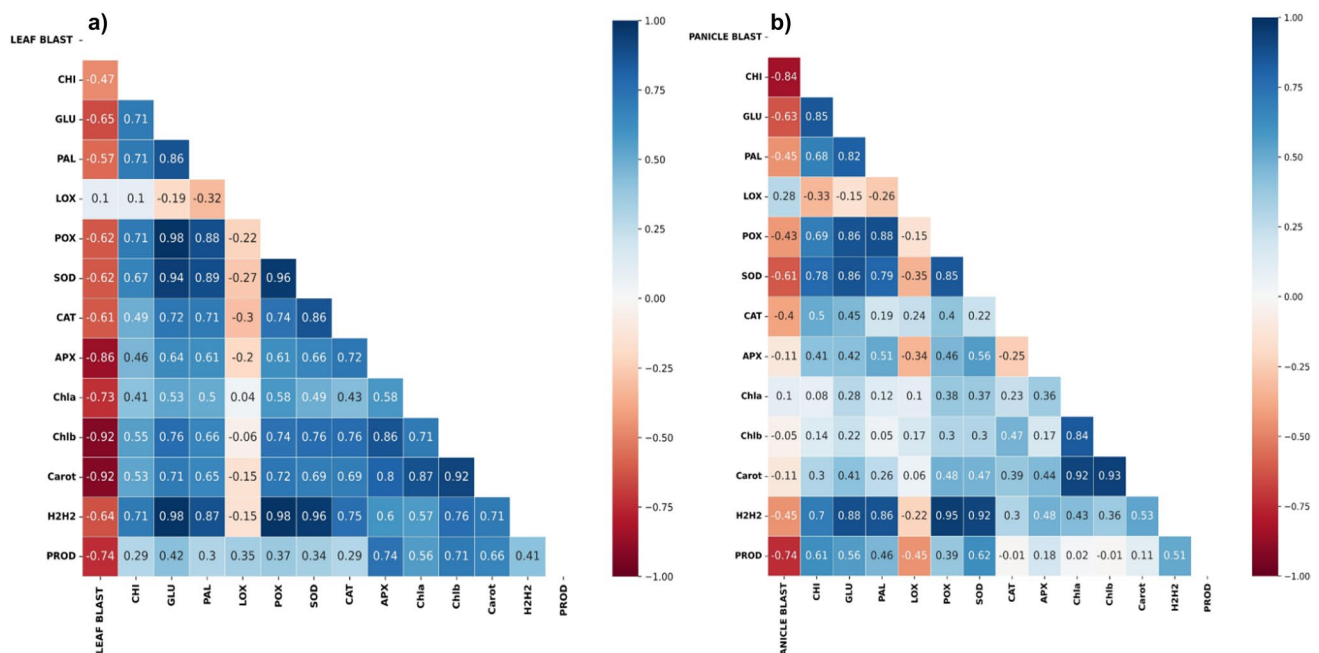 a)
LEAF BLAST
CHI -0.47
GLU -0.65 0.71
PAL -0.57 0.71 0.86
LOX 0.1 0.1 -0.19 -0.32
POX -0.62 0.71 0.98 0.88 -0.22
SOD -0.62 0.67 0.94 0.89 -0.27 0.96
CAT -0.61 0.49 0.72 0.71 -0.3 0.74 0.86
APX -0.86 0.46 0.64 0.61 -0.2 0.61 0.66 0.72
Chla -0.73 0.41 0.53 0.5 0.04 0.58 0.49 0.43 0.58
Chlb -0.92 0.55 0.76 0.66 -0.06 0.74 0.76 0.76 0.86 0.71
Carot -0.92 0.53 0.71 0.65 -0.15 0.72 0.69 0.69 0.8 0.87 0.92
H2H2 -0.64 0.71 0.98 0.87 -0.15 0.98 0.96 0.75 0.6 0.57 0.76 0.71
PROD -0.74 0.29 0.42 0.3 0.35 0.37 0.34 0.29 0.74 0.56 0.71 0.66 0.41
LEAF BLAST CHI GLU PAL LOX POX SOD CAT APX Chla Chlb Carot H2H2 PROD
1.00
0.75
0.50
0.25
0.00
-0.25
-0.50
-0.75
-1.00
b)
PANICLE BLAST
CHI -0.84
GLU -0.63 0.85
PAL -0.45 0.68 0.82
LOX 0.28 -0.33 -0.15 -0.26
POX -0.43 0.69 0.86 0.88 -0.15
SOD -0.61 0.78 0.86 0.79 -0.35 0.85
CAT -0.4 0.5 0.45 0.19 0.24 0.4 0.22
APX -0.11 0.41 0.42 0.51 -0.34 0.46 0.56 -0.25
Chla 0.1 0.08 0.28 0.12 0.1 0.38 0.37 0.23 0.36
Chlb -0.05 0.14 0.22 0.05 0.17 0.3 0.3 0.47 0.17 0.84
Carot -0.11 0.3 0.41 0.26 0.06 0.48 0.47 0.39 0.44 0.92 0.93
H2H2 -0.45 0.7 0.88 0.86 -0.22 0.95 0.92 0.3 0.48 0.43 0.36 0.53
PROD -0.74 0.61 0.56 0.46 -0.45 0.39 0.62 -0.01 0.18 0.02 -0.01 0.11 0.51
ANICLE BLAST CHI GLU PAL LOX POX SOD CAT APX Chla Chlb Carot H2H2 PROD
1.00
0.75
0.50
0.25
0.00
-0.25
-0.50
-0.75
-1.00